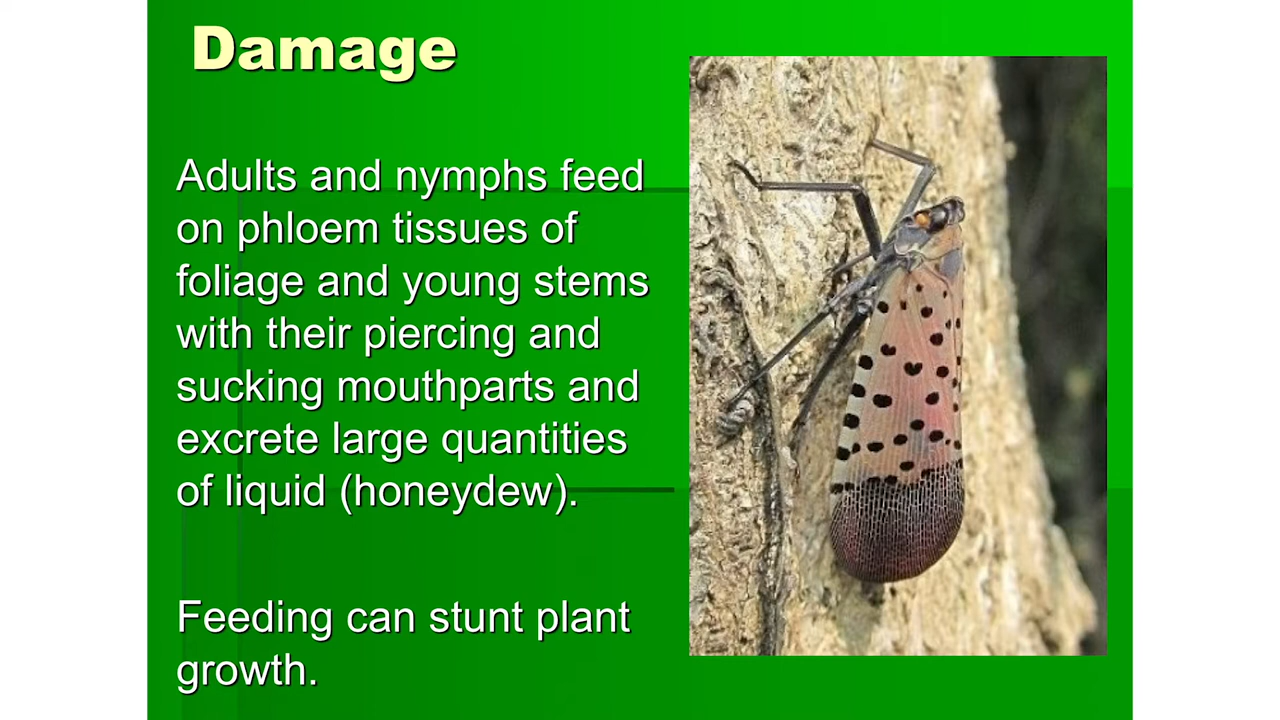 Damage
Adults and nymphs feed
on phloem tissues of
foliage and young stems
with their piercing and
sucking mouthparts and
excrete large quantities
of liquid (honeydew).
Feeding can stunt plant
growth.